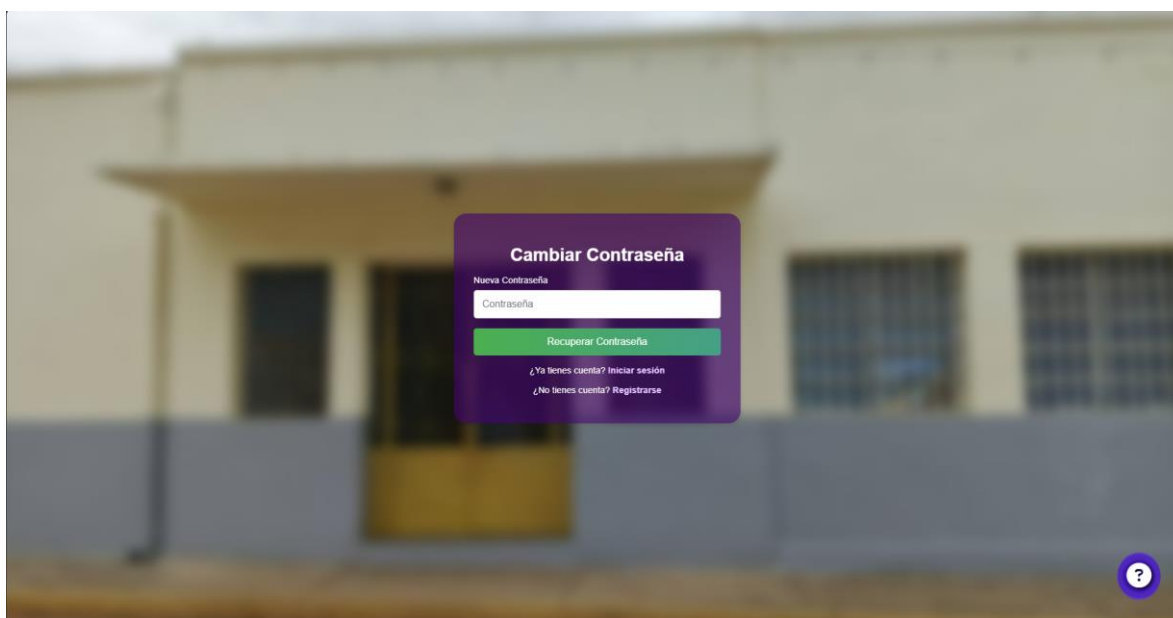 Cambiar Contraseña
Nueva Contraseña
Contraseña
Recuperar Contraseña
¿Ya tienes cuenta? Iniciar sesión
¿No tienes cuenta? Registrarse
?